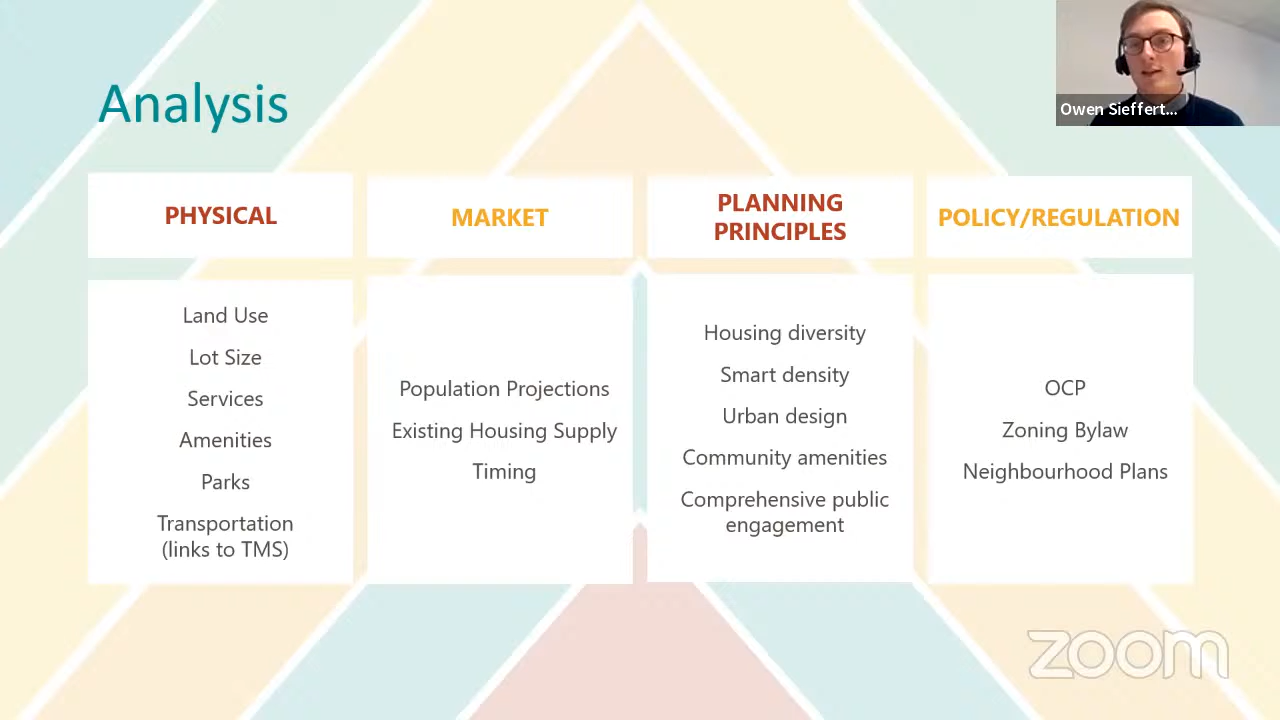 Analysis
Owen Sieffert...
PHYSICAL
MARKET
PLANNING
PRINCIPLES
POLICY/REGULATION
Land Use
Lot Size
Services
Amenities
Parks
Transportation
(links to TMS)
Population Projections
Existing Housing Supply
Timing
Housing diversity
Smart density
Urban design
Community amenities
Comprehensive public
engagement
OCP
Zoning Bylaw
Neighbourhood Plans
zoom